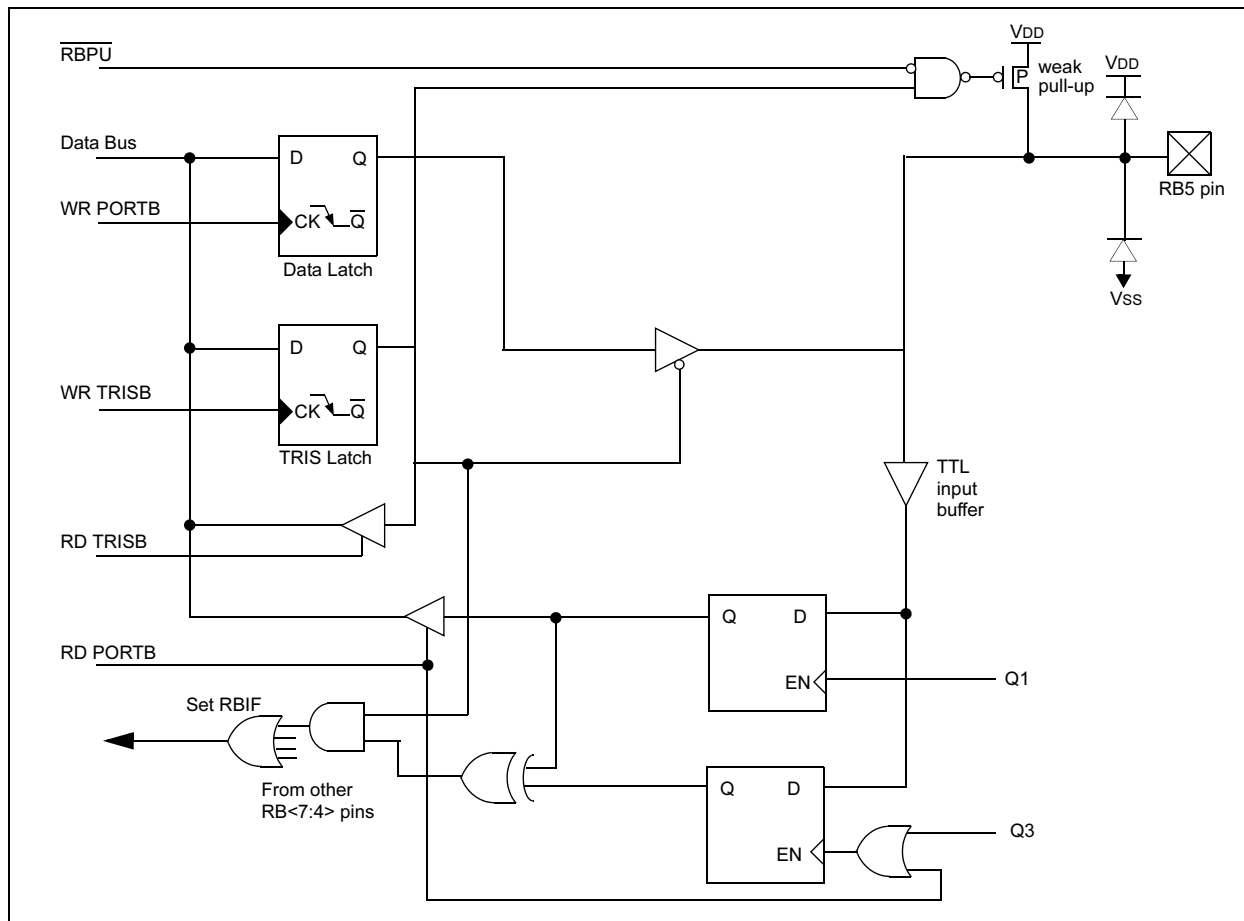 R̅B̅P̅U̅
VDD
P
weak
pull-up
VDD
RB5 pin
VSS
Data Bus
D
Q
WR PORTB
CK
Q̅
Data Latch
D
Q
WR TRISB
CK
Q̅
TRIS Latch
TTL
input
buffer
RD TRISB
Q
D
RD PORTB
EN
Q1
Set RBIF
Q
D
From other
RB<7:4> pins
Q3
EN